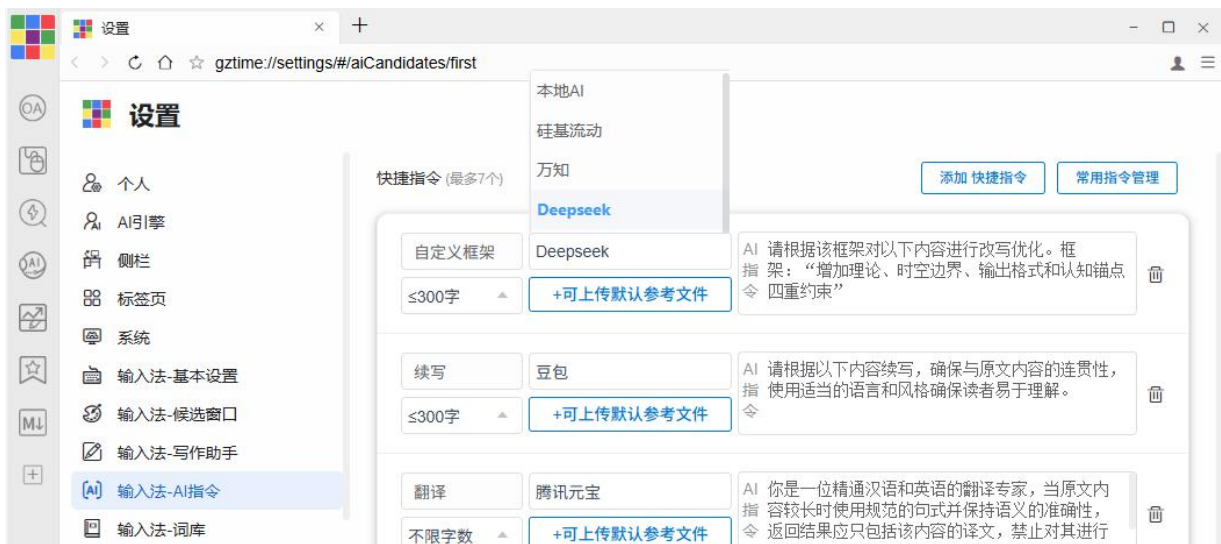 设置
gztime://settings/#/aiCandidates/first
OA
AI
M↓
设置
个人
AI引擎
侧栏
标签页
系统
输入法-基本设置
输入法-候选窗口
输入法-写作助手
AI 输入法-AI指令
输入法-词库
快捷指令 (最多7个)
添加 快捷指令
常用指令管理
本地AI
硅基流动
万知
Deepseek
自定义框架
Deepseek
≤300字
+可上传默认参考文件
AI指令
请根据该框架对以下内容进行改写优化。框
架:“增加理论、时空边界、输出格式和认知锚点
四重约束”
续写
豆包
≤300字
+可上传默认参考文件
AI指令
请根据以下内容续写,确保与原文内容的连贯性,
使用适当的语言和风格确保读者易于理解。
翻译
腾讯元宝
不限字数
+可上传默认参考文件
AI指令
你是一位精通汉语和英语的翻译专家,当原文内
容较长时使用规范的句式并保持语义的准确性,
返回结果应只包括该内容的译文,禁止对其进行